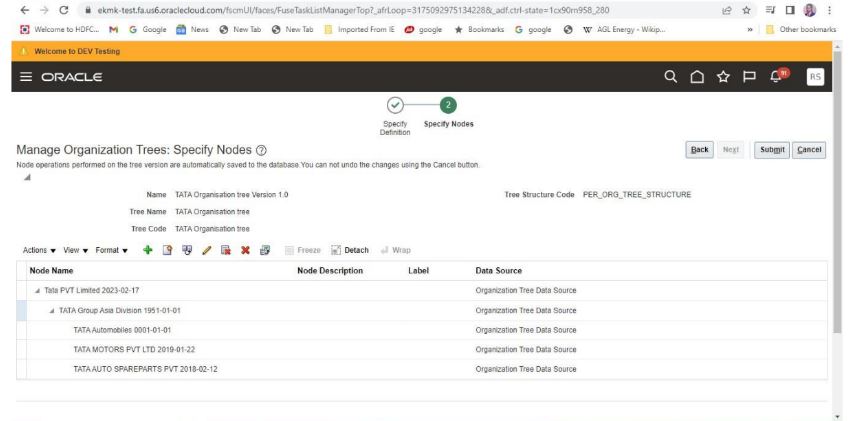 ekmk-test.fa.us6.oraclecloud.com/fscmUI/faces/FuseTaskListManagerTop?_afrLoop=3175092975134228&_adf.ctrl-state=1cx90m958_280
Welcome to HDFC... G Google News New Tab New Tab Imported From IE google Bookmarks G google W AGL Energy - Wikip... » Other bookmarks
Welcome to DEV Testing
ORACLE 91 RS
2
Specify Definition Specify Nodes
Manage Organization Trees: Specify Nodes Back Next Submit Cancel
Node operations performed on the tree version are automatically saved to the database.You can not undo the changes using the Cancel button.
Name TATA Organisation tree Version 1.0 Tree Structure Code PER_ORG_TREE_STRUCTURE
Tree Name TATA Organisation tree
Tree Code TATA Organisation tree
Actions View Format Freeze Detach Wrap
Node Name Node Description Label Data Source
Tata PVT Limited 2023-02-17 Organization Tree Data Source
TATA Group Asia Division 1951-01-01 Organization Tree Data Source
TATA Automobiles 0001-01-01 Organization Tree Data Source
TATA MOTORS PVT LTD 2019-01-22 Organization Tree Data Source
TATA AUTO SPAREPARTS PVT 2018-02-12 Organization Tree Data Source